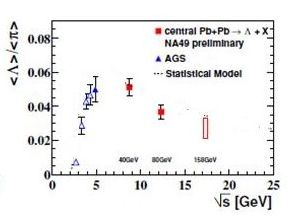 <Λ>/<π>
0.08
0.06
0.04
0.02
0
central Pb+Pb → Λ + X
NA49 preliminary
AGS
Statistical Model
40GeV 80GeV 158GeV
0 5 10 15 20 25
√s [GeV]